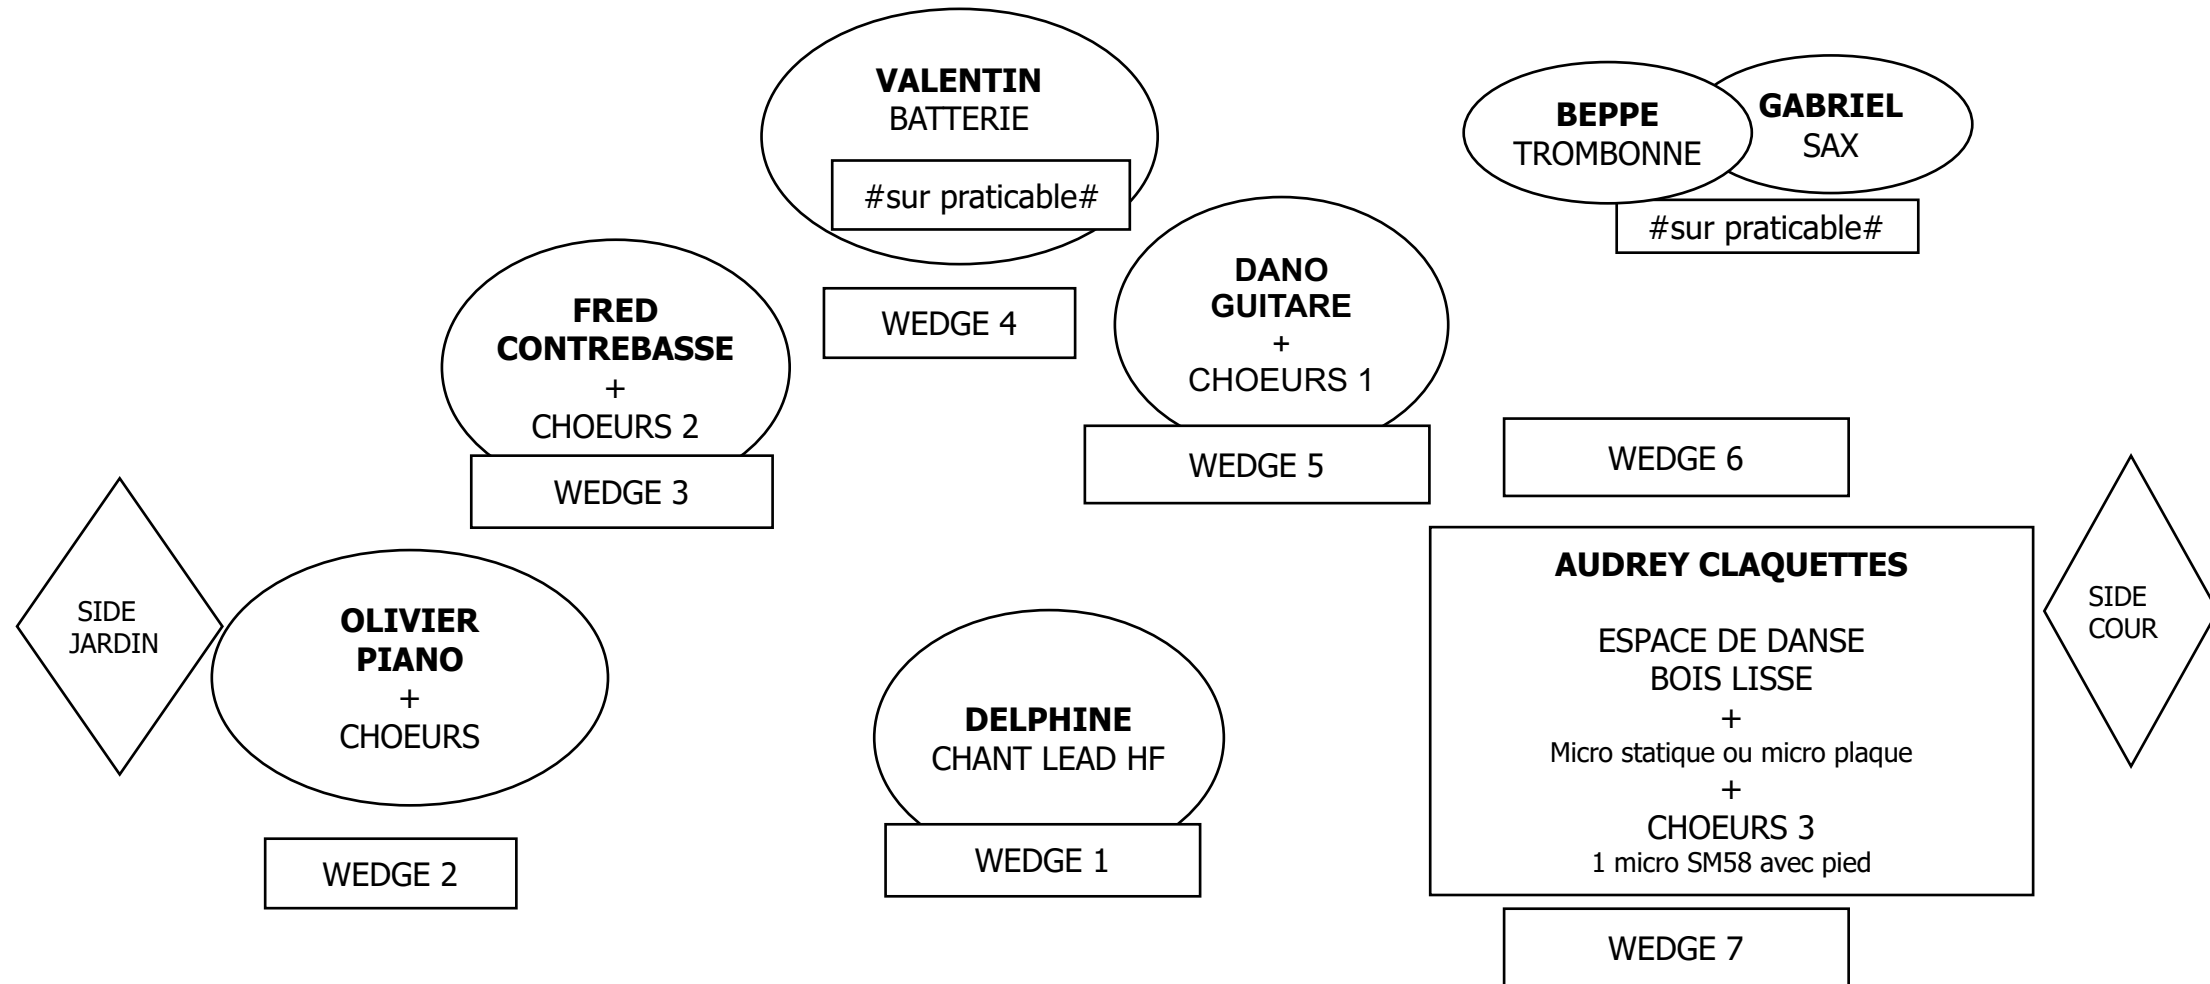 VALENTIN
BATTERIE
#sur praticable#
BEPPE
TROMBONNE
GABRIEL
SAX
#sur praticable#
FRED
CONTREBASSE
+
CHOEURS 2
WEDGE 3
WEDGE 4
DANO
GUITARE
+
CHOEURS 1
WEDGE 5
WEDGE 6
SIDE
JARDIN
OLIVIER
PIANO
+
CHOEURS
WEDGE 2
DELPHINE
CHANT LEAD HF
WEDGE 1
AUDREY CLAQUETTES
ESPACE DE DANSE
BOIS LISSE
+
Micro statique ou micro plaque
+
CHOEURS 3
1 micro SM58 avec pied
WEDGE 7
SIDE
COUR